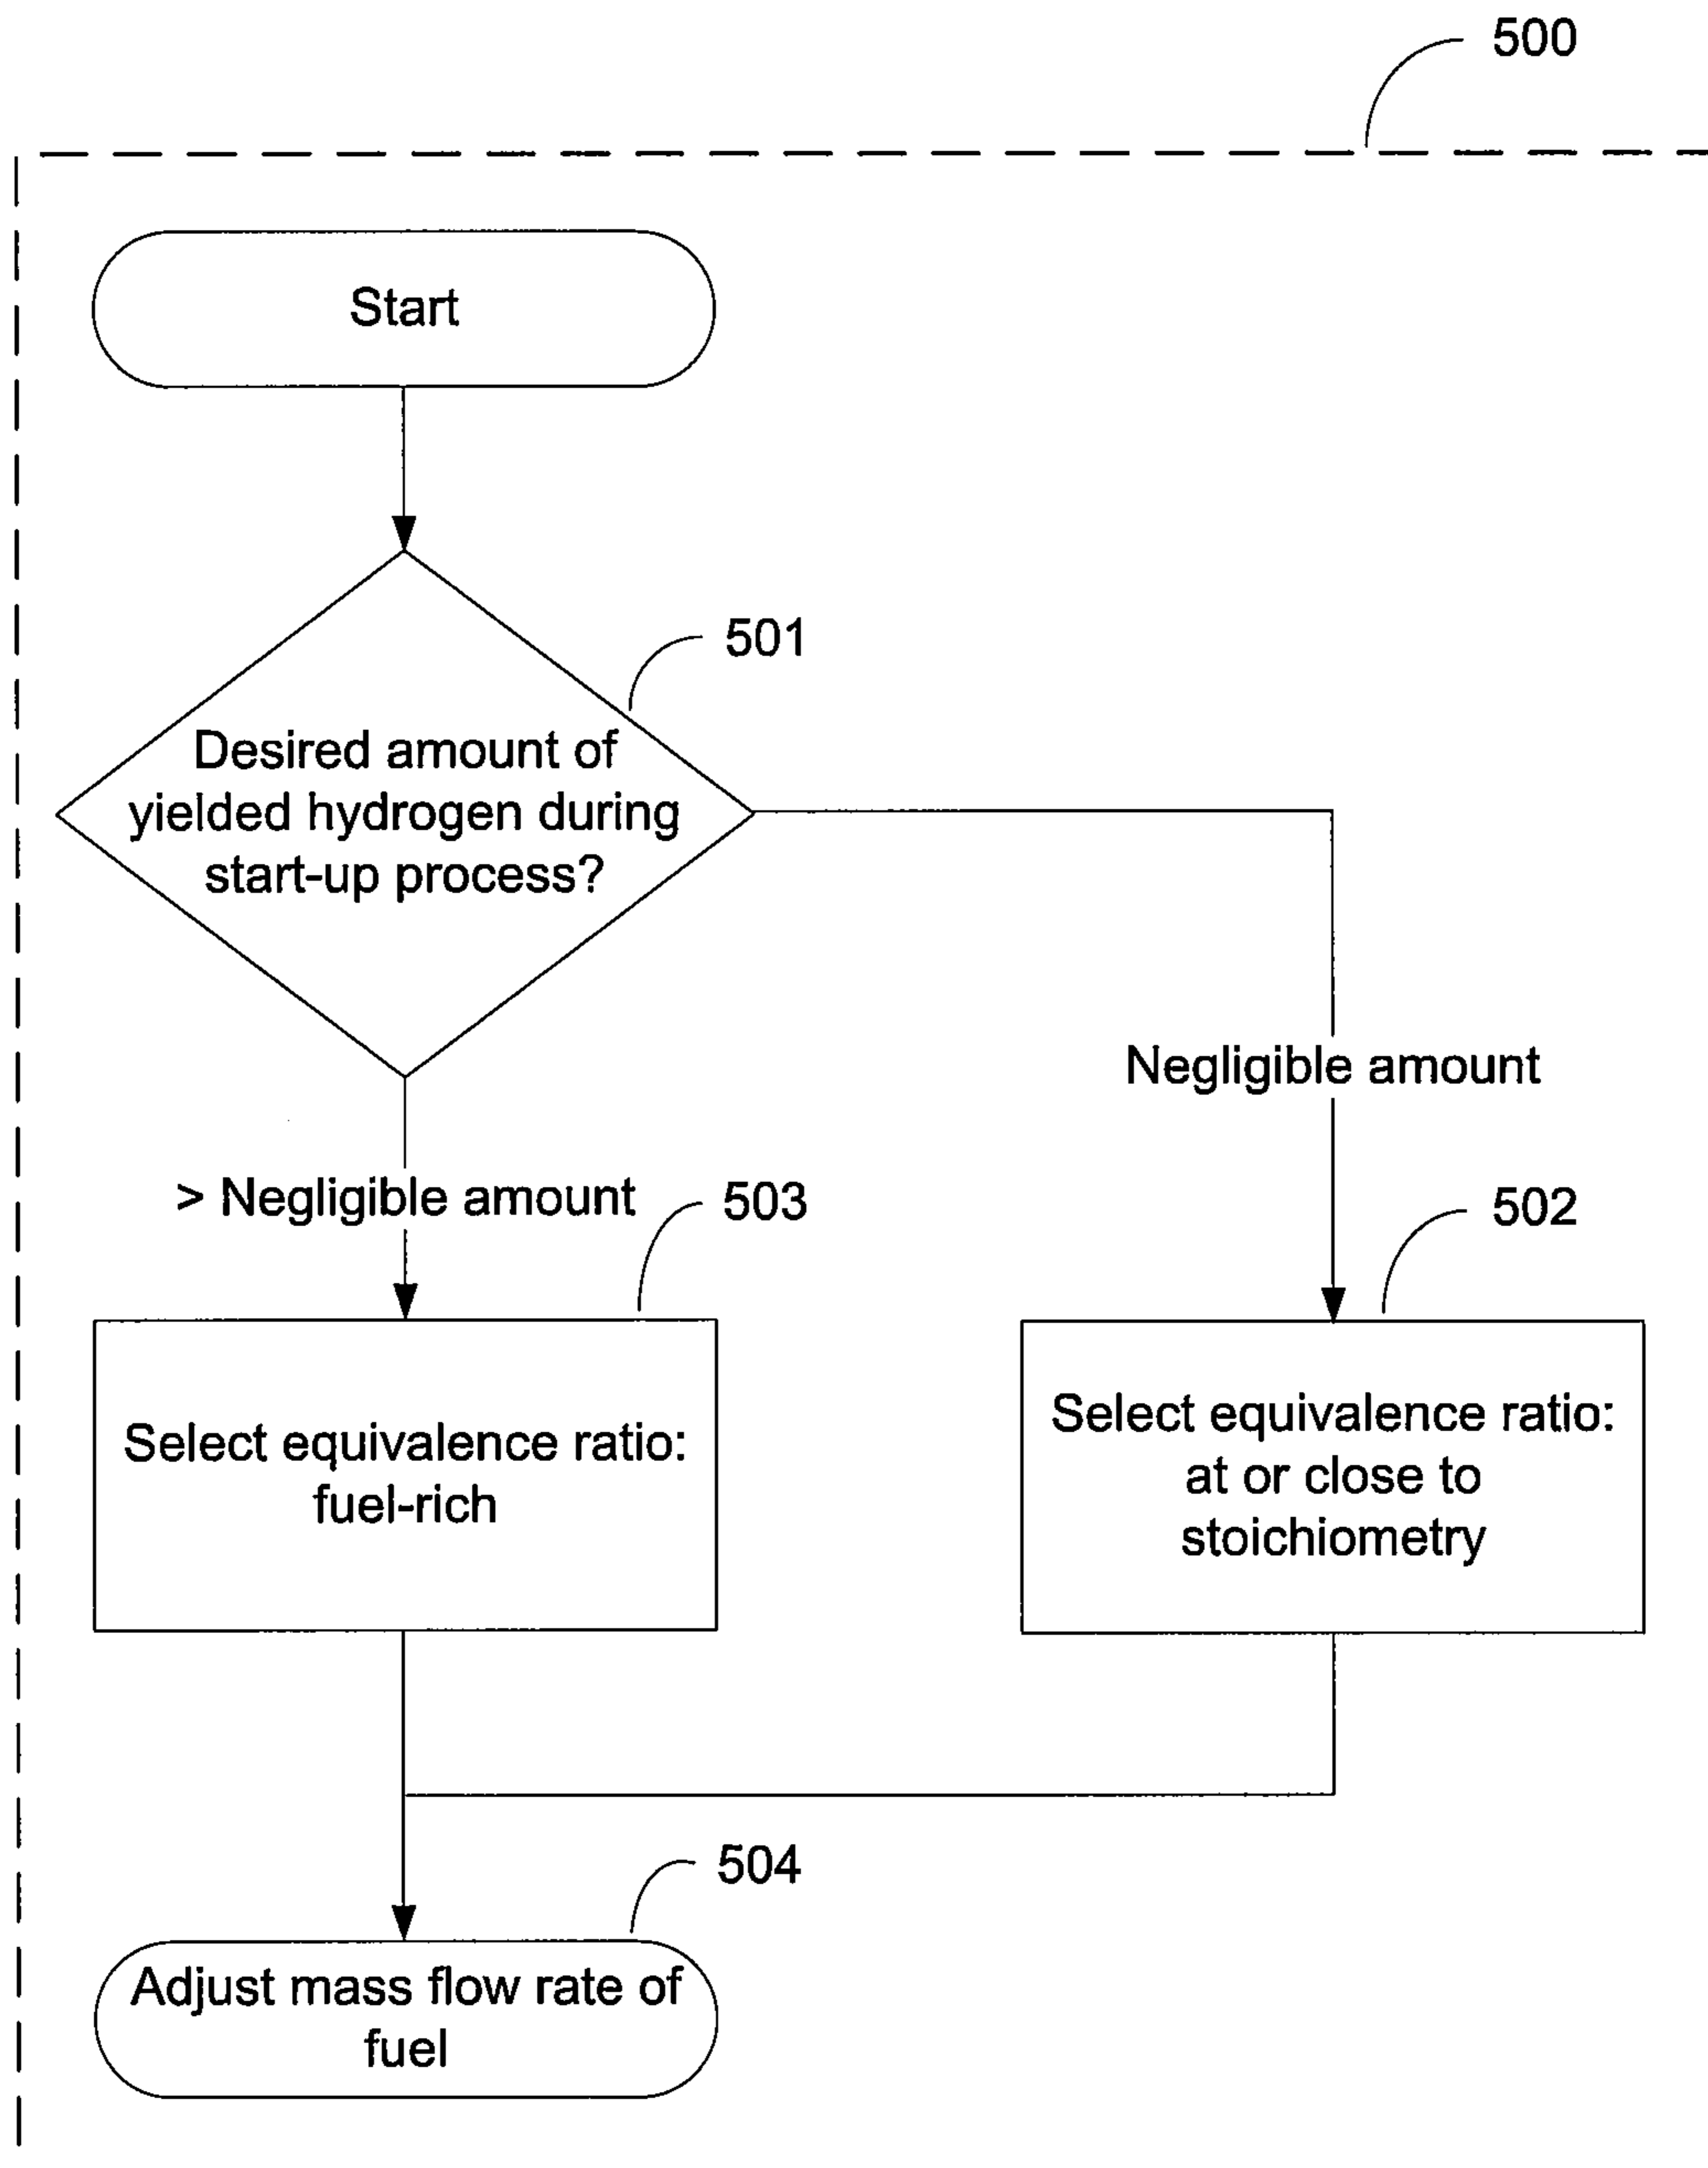 500
Start
501
Desired amount of
yielded hydrogen during
start-up process?
Negligible amount
> Negligible amount
503
502
Select equivalence ratio:
fuel-rich
Select equivalence ratio:
at or close to
stoichiometry
504
Adjust mass flow rate of
fuel